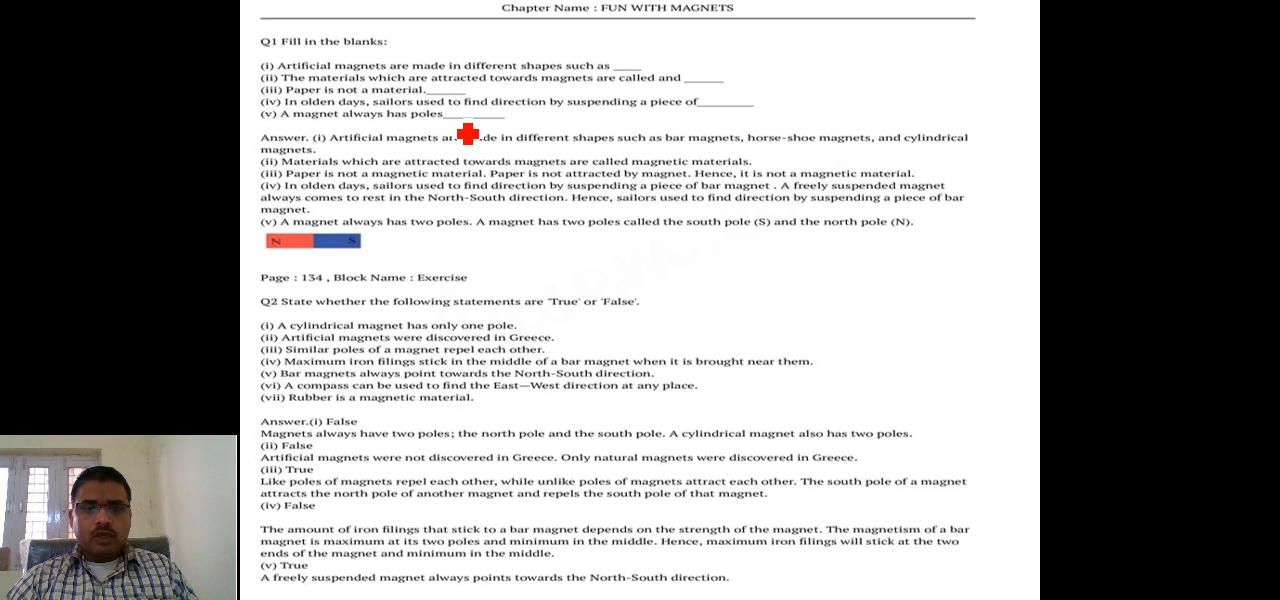 Chapter Name : FUN WITH MAGNETS
Q1 Fill in the blanks:
(i) Artificial magnets are made in different shapes such as _____
(ii) The materials which are attracted towards magnets are called and _______
(iii) Paper is not a material._______
(iv) In olden days, sailors used to find direction by suspending a piece of__________
(v) A magnet always has poles___________
Answer. (i) Artificial magnets in different shapes such as bar magnets, horse-shoe magnets, and cylindrical
magnets.
(ii) Materials which are attracted towards magnets are called magnetic materials.
(iii) Paper is not a magnetic material. Paper is not attracted by magnet. Hence, it is not a magnetic material.
(iv) In olden days, sailors used to find direction by suspending a piece of bar magnet . A freely suspended magnet
always comes to rest in the North-South direction. Hence, sailors used to find direction by suspending a piece of bar
magnet.
(v) A magnet always has two poles. A magnet has two poles called the south pole (S) and the north pole (N).
N S
Page : 134 , Block Name : Exercise
Q2 State whether the following statements are 'True' or 'False'.
(i) A cylindrical magnet has only one pole.
(ii) Artificial magnets were discovered in Greece.
(iii) Similar poles of a magnet repel each other.
(iv) Maximum iron filings stick in the middle of a bar magnet when it is brought near them.
(v) Bar magnets always point towards the North-South direction.
(vi) A compass can be used to find the East—West direction at any place.
(vii) Rubber is a magnetic material.
Answer.(i) False
Magnets always have two poles; the north pole and the south pole. A cylindrical magnet also has two poles.
(ii) False
Artificial magnets were not discovered in Greece. Only natural magnets were discovered in Greece.
(iii) True
Like poles of magnets repel each other, while unlike poles of magnets attract each other. The south pole of a magnet
attracts the north pole of another magnet and repels the south pole of that magnet.
(iv) False
The amount of iron filings that stick to a bar magnet depends on the strength of the magnet. The magnetism of a bar
magnet is maximum at its two poles and minimum in the middle. Hence, maximum iron filings will stick at the two
ends of the magnet and minimum in the middle.
(v) True
A freely suspended magnet always points towards the North-South direction.